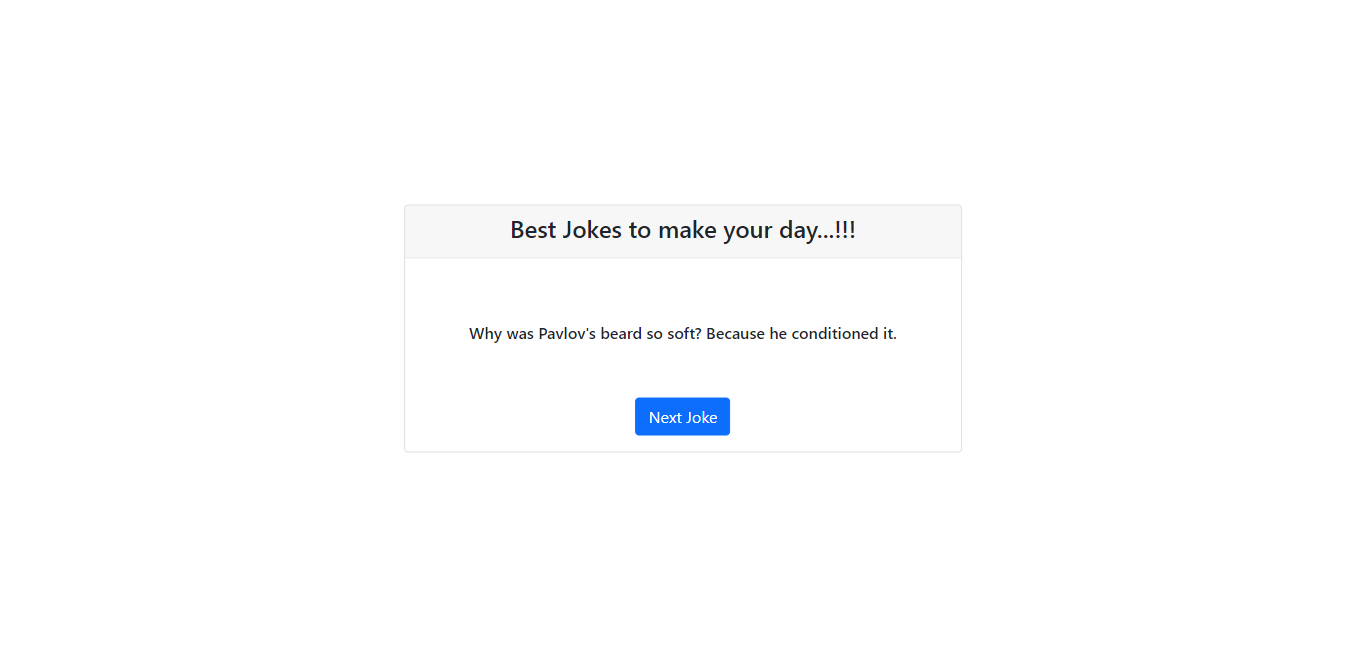 Best Jokes to make your day...!!!
Why was Pavlov's beard so soft? Because he conditioned it.
Next Joke